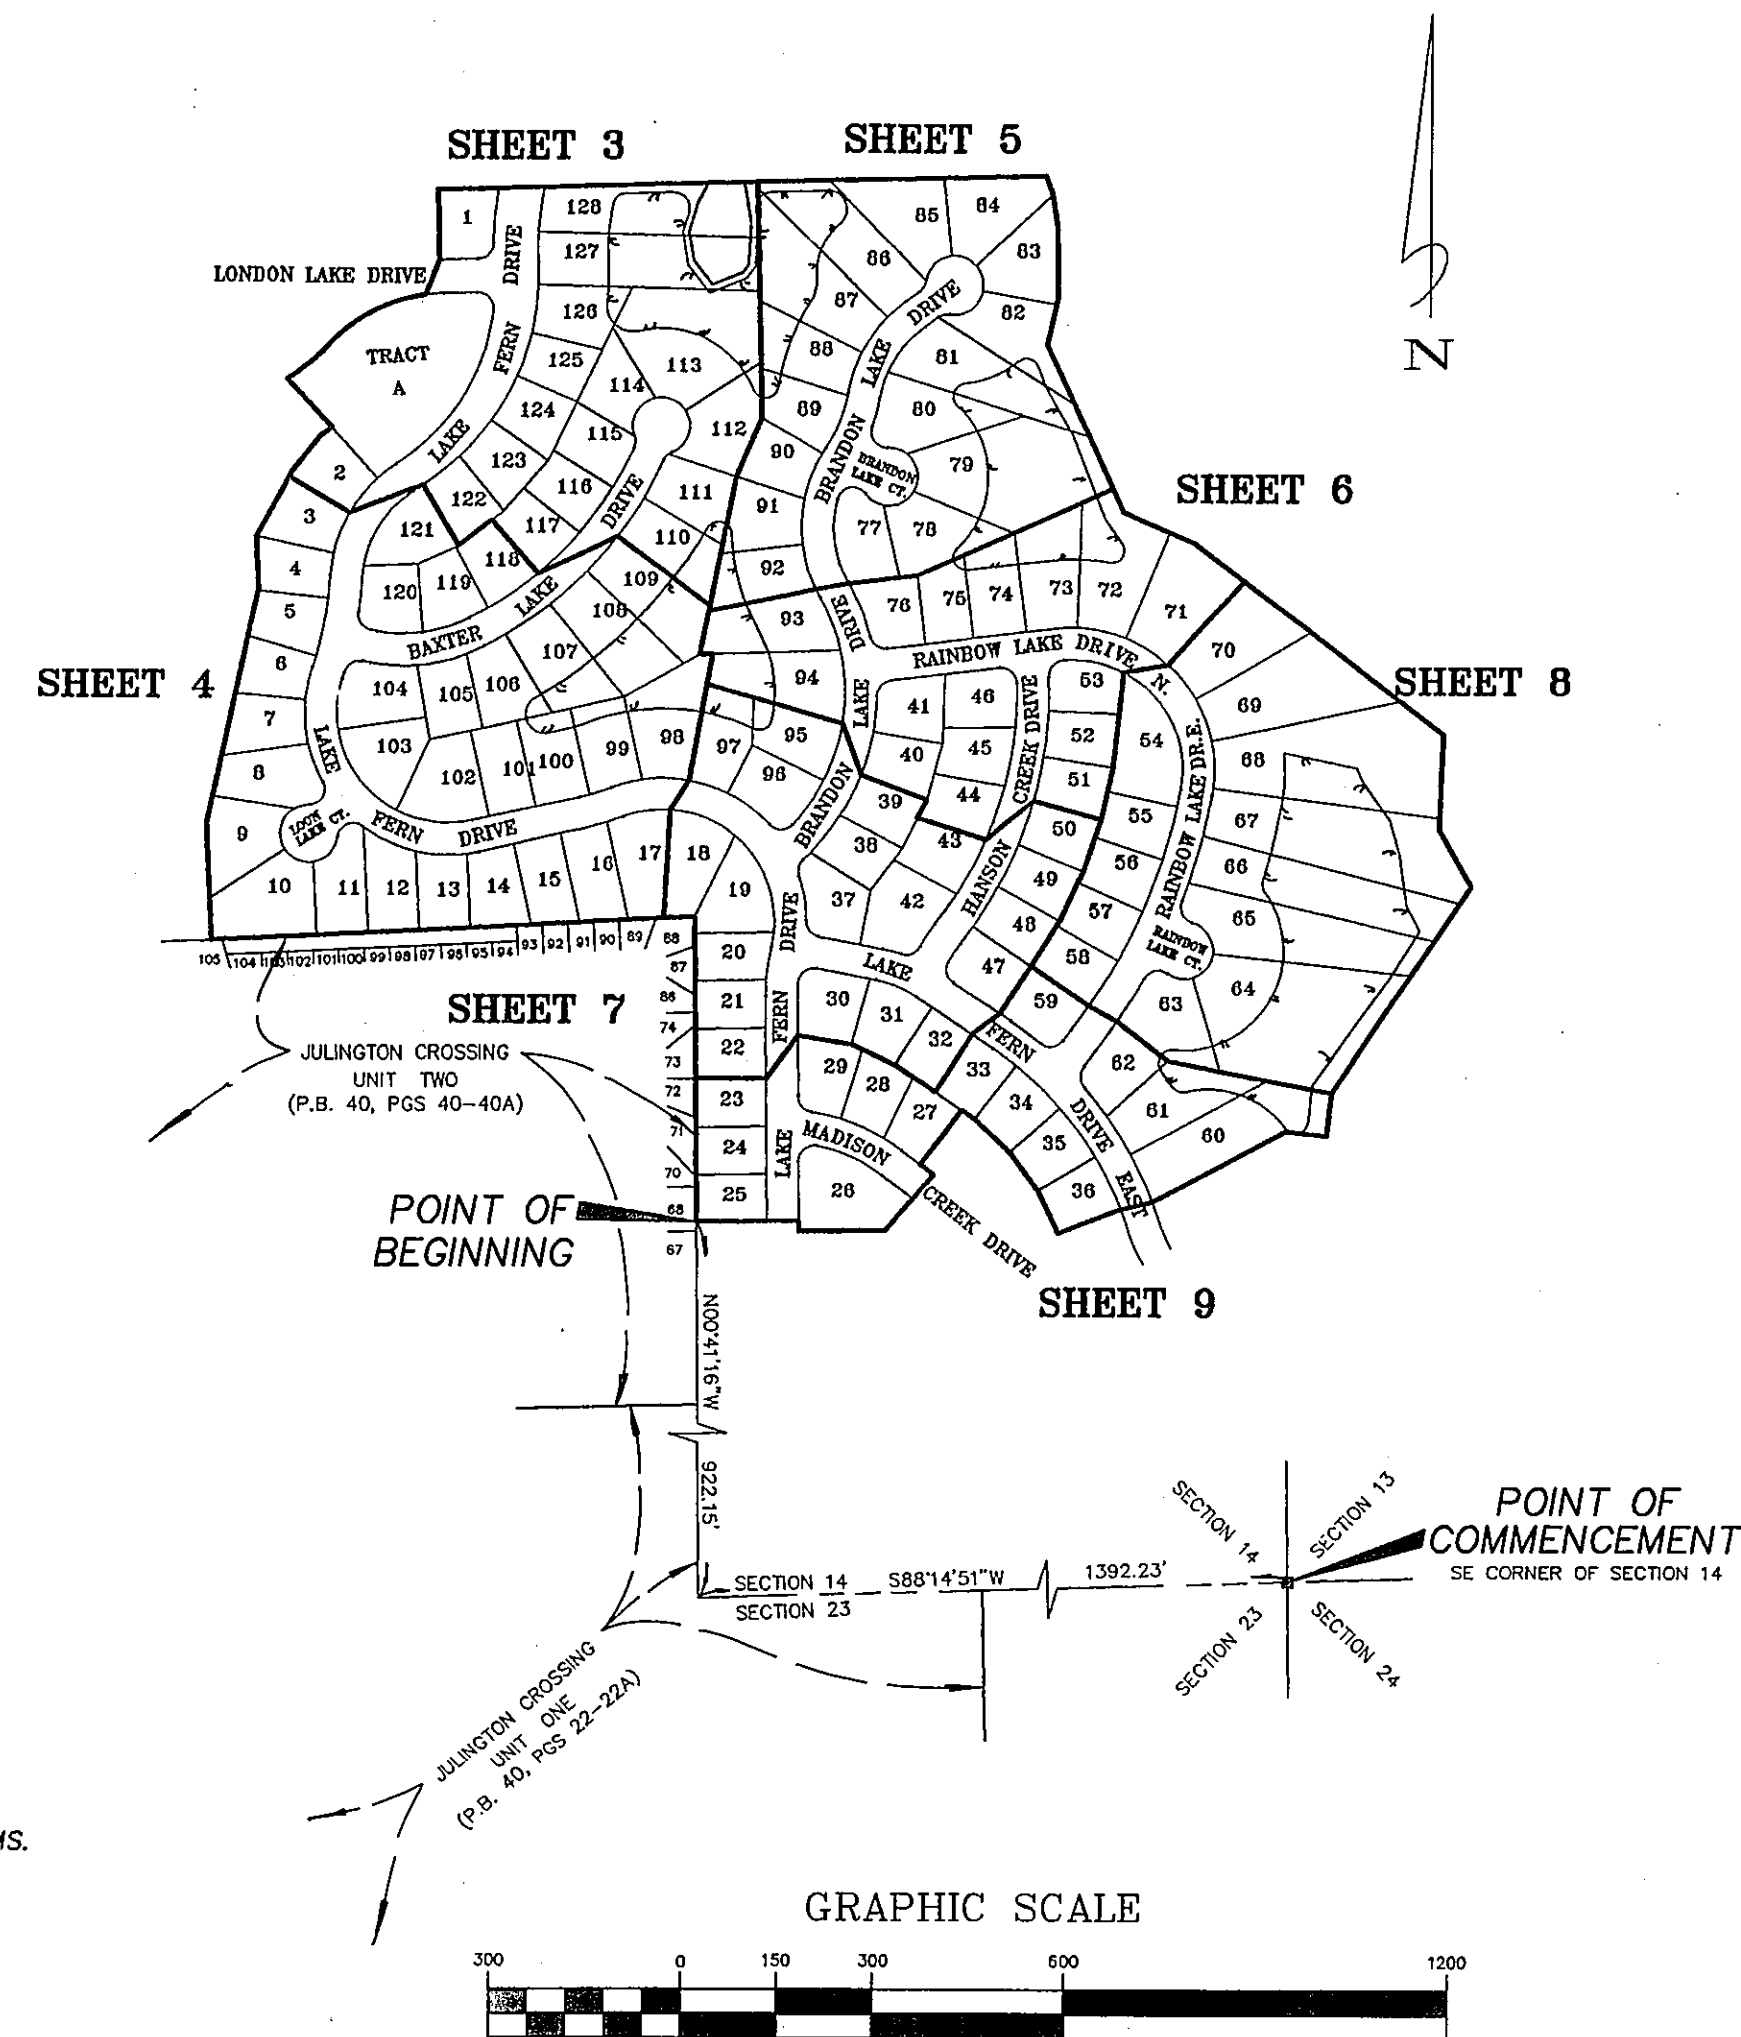 SHEET 3
SHEET 5
1
128
127
85
84
83
86
DRIVE
FERN
LAKE
LONDON LAKE DRIVE
87
DRIVE
LAKE
BRANDON
82
126
TRACT
A
125
113
114
88
81
N
124
115
112
89
80
123
90
BRANDON
LAKE CT.
79
2
122
116
111
DRIVE
91
SHEET 6
3
121
117
110
77
78
4
118
92
120
119
109
LAKE
BAXTER
108
93
DRIVE
76
75
74
73
72
71
5
6
107
RAINBOW LAKE DRIVE N.
70
SHEET 4
104
105
106
94
LAKE
41
46
53
SHEET 8
7
69
103
102
101
100
99
98
97
95
96
40
45
CREEK DRIVE
52
54
RAINBOW LAKE DR.E.
68
8
LAKE
BRANDON
39
44
51
9
LOON
LAKE CT.
FERN
DRIVE
38
43
50
55
67
10
11
12
13
14
15
16
17
18
19
37
42
HANSON
49
56
66
57
65
48
DRIVE
20
LAKE
47
58
RAINBOW
LAKE CT.
64
105
104
103
102
101
100
99
98
97
96
95
94
93
92
91
90
89
88
87
86
74
73
72
71
70
68
67
SHEET 7
21
22
FERN
30
31
32
59
63
JULINGTON CROSSING
UNIT TWO
(P.B. 40, PGS 40-40A)
29
28
27
33
FERN
62
23
34
DRIVE
61
60
24
LAKE
MADISON
35
25
26
36
EAST
CREEK DRIVE
POINT OF
BEGINNING
SHEET 9
N00°41'16"W
922.15'
SECTION 14
SECTION 13
POINT OF
COMMENCEMENT
SE CORNER OF SECTION 14
SECTION 14
S88°14'51"W
1392.23'
SECTION 23
SECTION 23
SECTION 24
JULINGTON CROSSING
UNIT ONE
(P.B. 40, PGS 22-22A)
GRAPHIC SCALE
300
0
150
300
600
1200